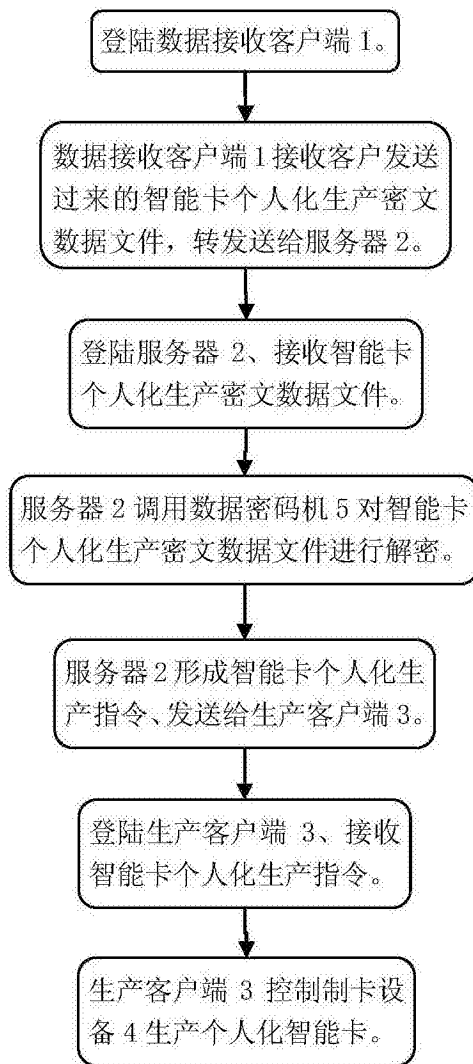 登陆数据接收客户端 1。
数据接收客户端 1 接收客户发送
过来的智能卡个人化生产密文
数据文件，转发送给服务器 2。
登陆服务器 2、接收智能卡
个人化生产密文数据文件。
服务器 2 调用数据密码机 5 对智能卡
个人化生产密文数据文件进行解密。
服务器 2 形成智能卡个人化生
产指令、发送给生产客户端 3。
登陆生产客户端 3、接收
智能卡个人化生产指令。
生产客户端 3 控制制卡设
备 4 生产个人化智能卡。